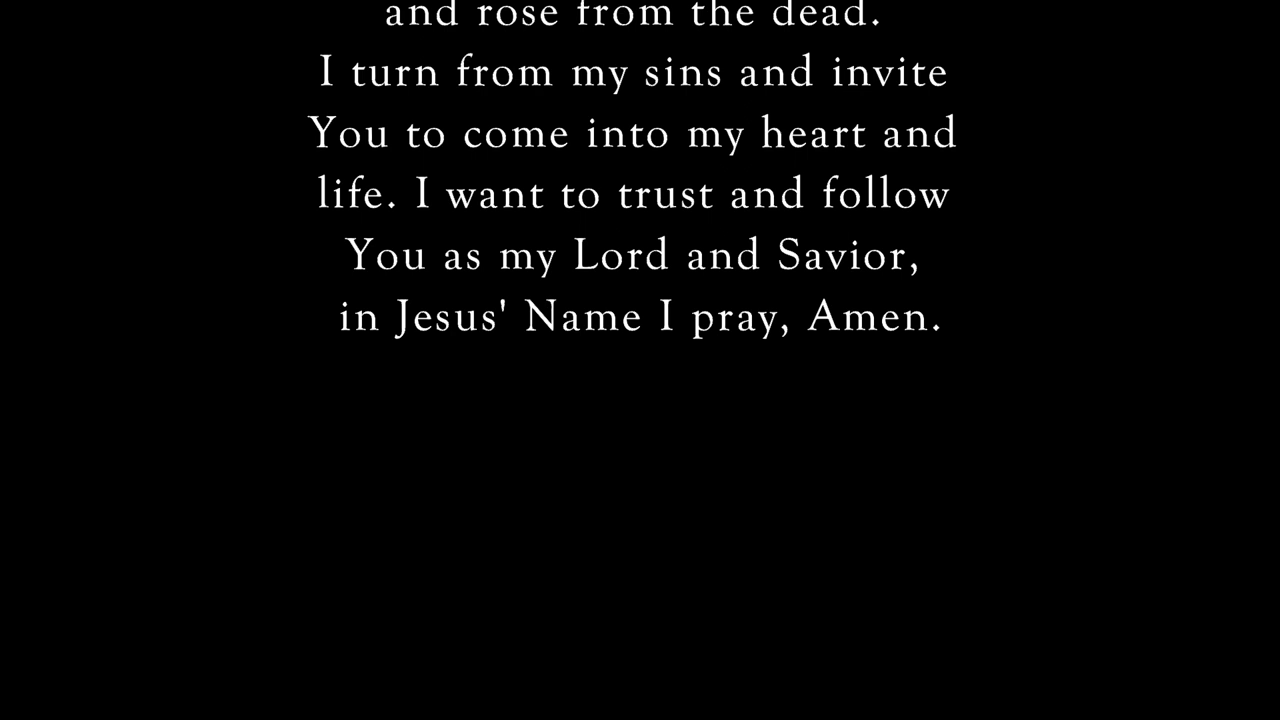 and rose from the dead.
I turn from my sins and invite
You to come into my heart and
life. I want to trust and follow
You as my Lord and Savior,
in Jesus' Name I pray, Amen.